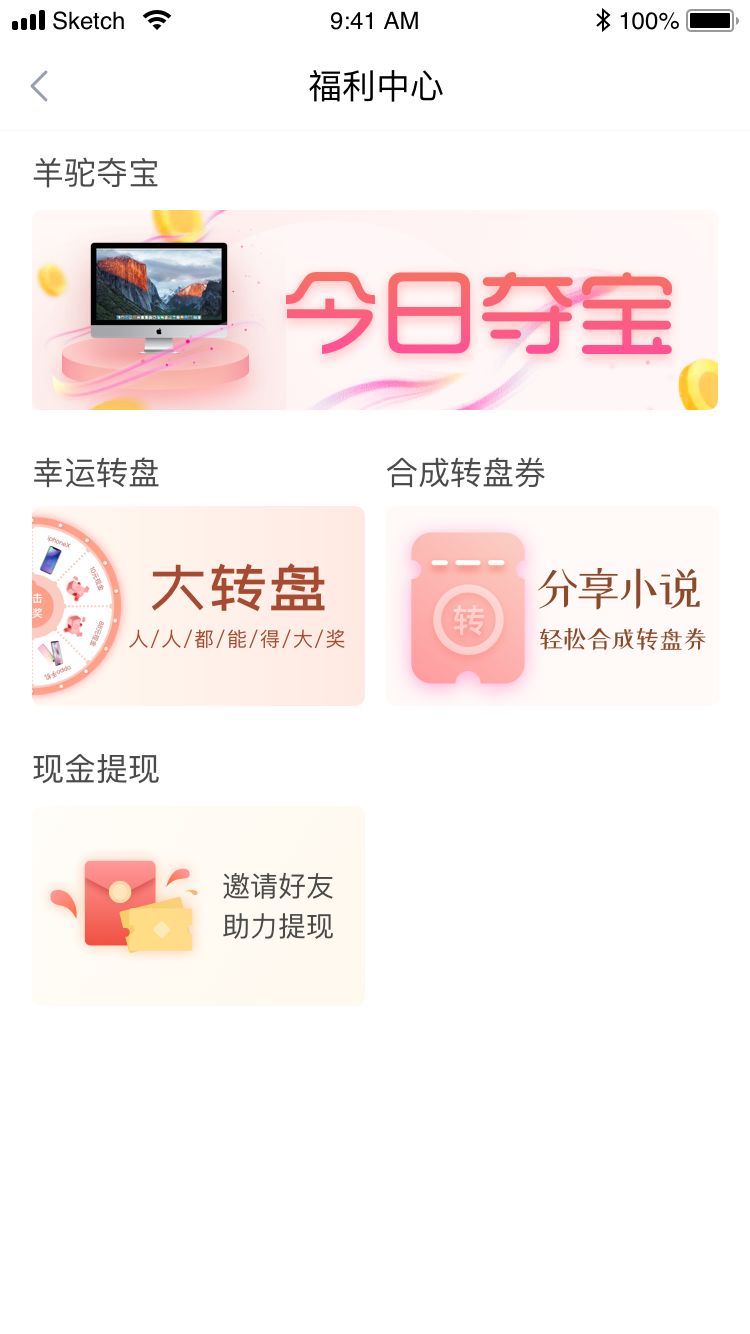 Sketch 9:41 AM 100%
福利中心
羊驼夺宝
今日夺宝
幸运转盘
合成转盘券
iphoneX
大转盘
人/人/都/能/得/大/奖
转
分享小说
轻松合成转盘券
现金提现
邀请好友
助力提现